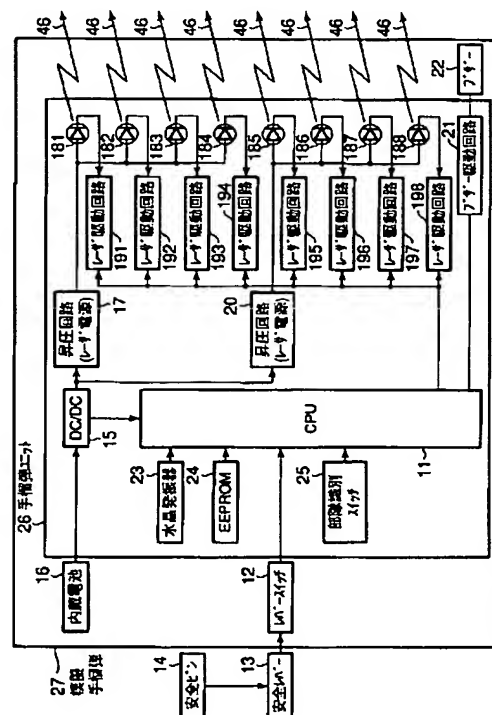 46
46
46
46
46
46
46
46
181
182
183
184
185
186
187
188
レーザ駆動回路
191
レーザ駆動回路
192
レーザ駆動回路
193
レーザ駆動回路
194
レーザ駆動回路
195
レーザ駆動回路
196
レーザ駆動回路
197
レーザ駆動回路
198
22
ブザー
21
ブザー駆動回路
昇圧回路
(レーザ電源)
17
昇圧回路
(レーザ電源)
20
DC/DC
15
CPU
11
26 手榴弾ユニット
23
水晶発振器
24
EEPROM
25
部隊識別
スイッチ
16
内蔵電池
12
レバースイッチ
27
模擬
手榴弾
14
安全ピン
13
安全レバー